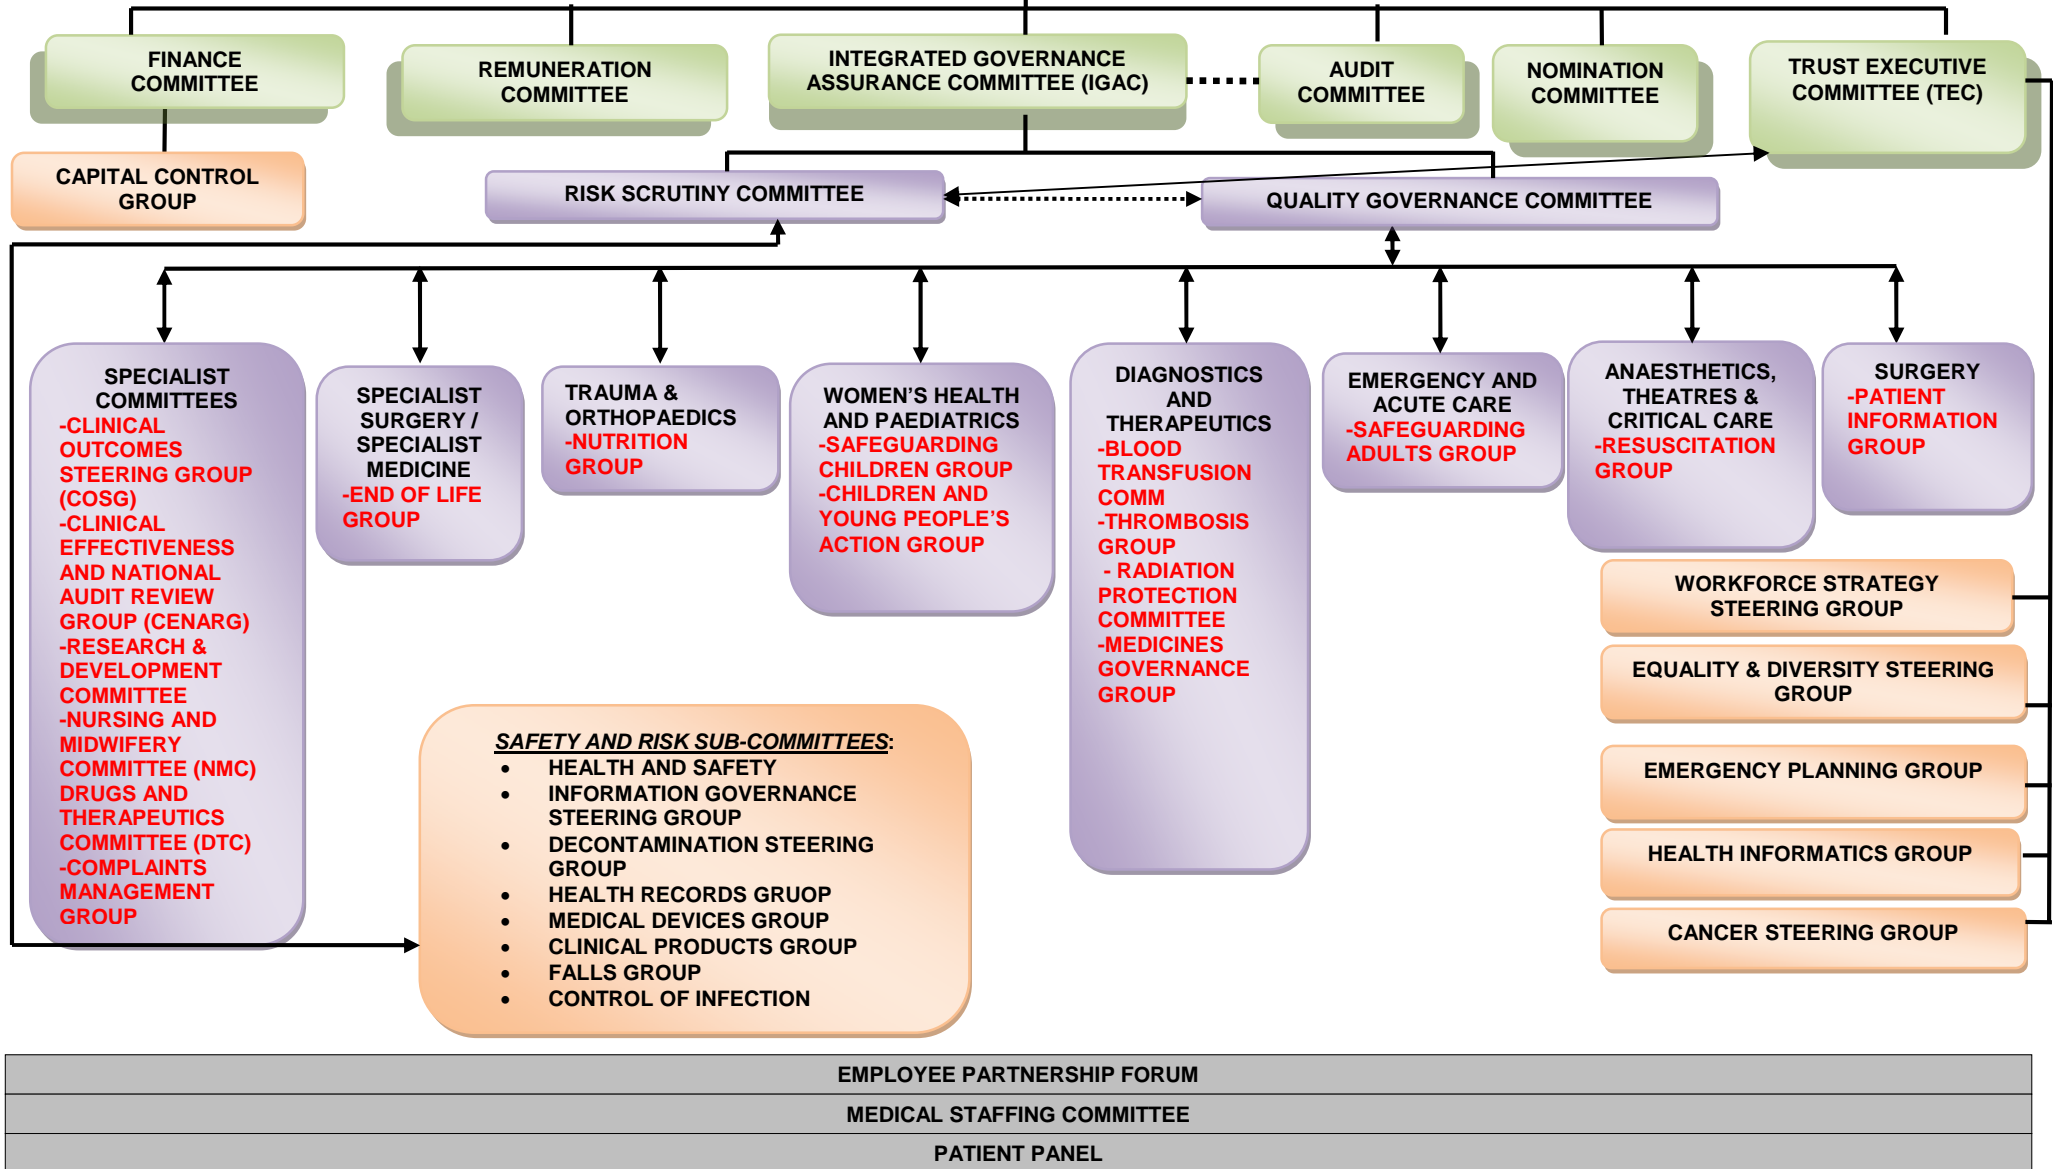 FINANCE
COMMITTEE
REMUNERATION
COMMITTEE
INTEGRATED GOVERNANCE
ASSURANCE COMMITTEE (IGAC)
AUDIT
COMMITTEE
NOMINATION
COMMITTEE
TRUST EXECUTIVE
COMMITTEE (TEC)
CAPITAL CONTROL
GROUP
RISK SCRUTINY COMMITTEE
QUALITY GOVERNANCE COMMITTEE
SPECIALIST
COMMITTEES
-CLINICAL
OUTCOMES
STEERING GROUP
(COSG)
-CLINICAL
EFFECTIVENESS
AND NATIONAL
AUDIT REVIEW
GROUP (CENARG)
-RESEARCH &
DEVELOPMENT
COMMITTEE
-NURSING AND
MIDWIFERY
COMMITTEE (NMC)
DRUGS AND
THERAPEUTICS
COMMITTEE (DTC)
-COMPLAINTS
MANAGEMENT
GROUP
SPECIALIST
SURGERY /
SPECIALIST
MEDICINE
-END OF LIFE
GROUP
TRAUMA &
ORTHOPAEDICS
-NUTRITION
GROUP
WOMEN’S HEALTH
AND PAEDIATRICS
-SAFEGUARDING
CHILDREN GROUP
-CHILDREN AND
YOUNG PEOPLE’S
ACTION GROUP
DIAGNOSTICS
AND
THERAPEUTICS
-BLOOD
TRANSFUSION
COMM
-THROMBOSIS
GROUP
- RADIATION
PROTECTION
COMMITTEE
-MEDICINES
GOVERNANCE
GROUP
EMERGENCY AND
ACUTE CARE
-SAFEGUARDING
ADULTS GROUP
ANAESTHETICS,
THEATRES &
CRITICAL CARE
-RESUSCITATION
GROUP
SURGERY
-PATIENT
INFORMATION
GROUP
WORKFORCE STRATEGY
STEERING GROUP
EQUALITY & DIVERSITY STEERING
GROUP
EMERGENCY PLANNING GROUP
HEALTH INFORMATICS GROUP
CANCER STEERING GROUP
SAFETY AND RISK SUB-COMMITTEES:
• HEALTH AND SAFETY
• INFORMATION GOVERNANCE
STEERING GROUP
• DECONTAMINATION STEERING
GROUP
• HEALTH RECORDS GRUOP
• MEDICAL DEVICES GROUP
• CLINICAL PRODUCTS GROUP
• FALLS GROUP
• CONTROL OF INFECTION
EMPLOYEE PARTNERSHIP FORUM
MEDICAL STAFFING COMMITTEE
PATIENT PANEL